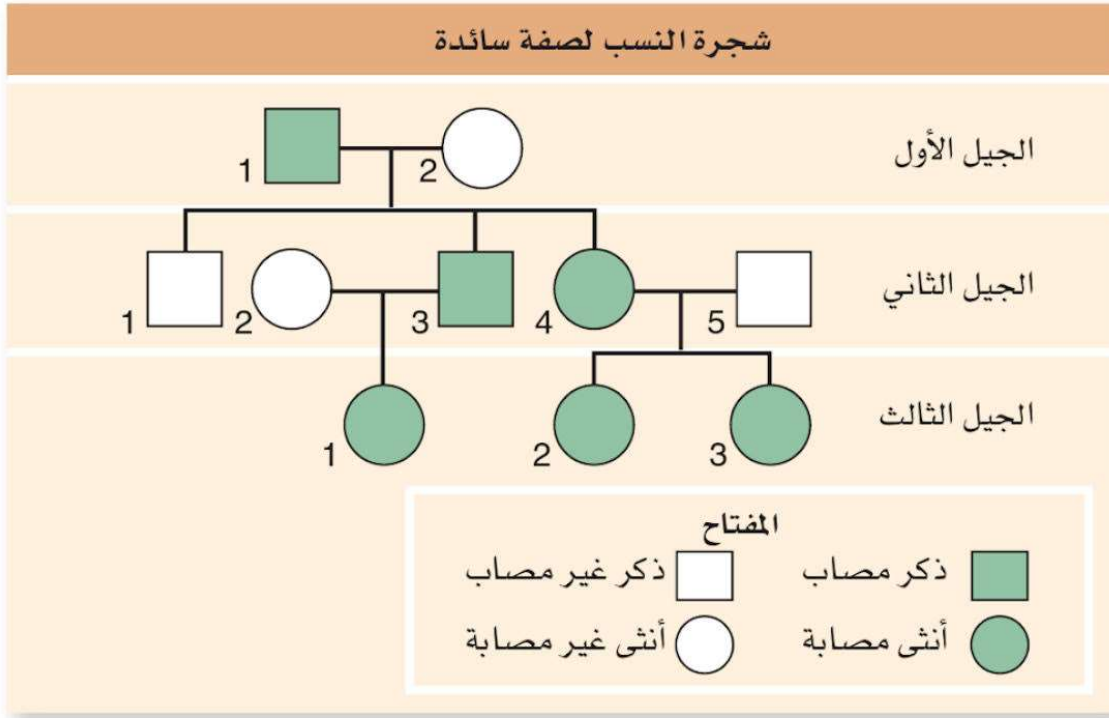 شجرة النسب لصفة سائدة
الجيل الأول
1 2
الجيل الثاني
1 2 3 4 5
الجيل الثالث
1 2 3
المفتاح
ذكر مصاب
ذكر غير مصاب
أنثى مصابة
أنثى غير مصابة